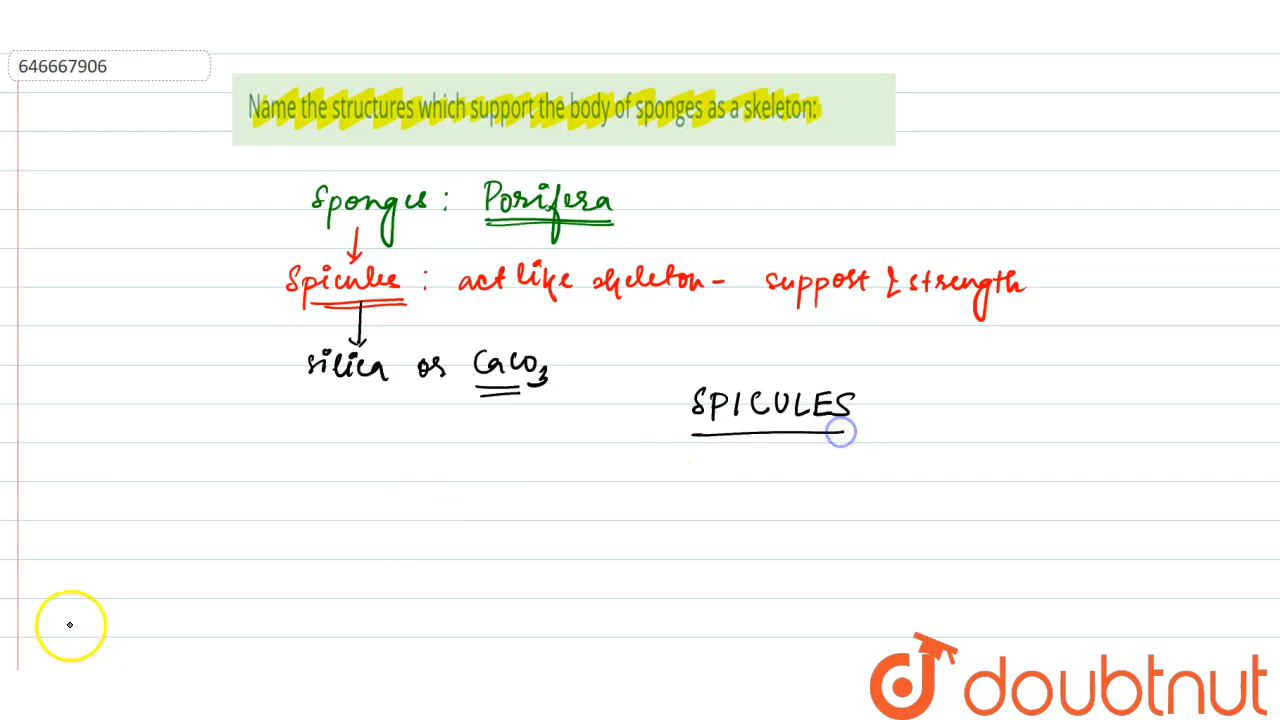 646667906
Name the structures which support the body of sponges as a skeleton:
Sponges : Porifera
Spicules : act like skeleton - support & strength
silica or CaCO3
SPICULES
doubtnut